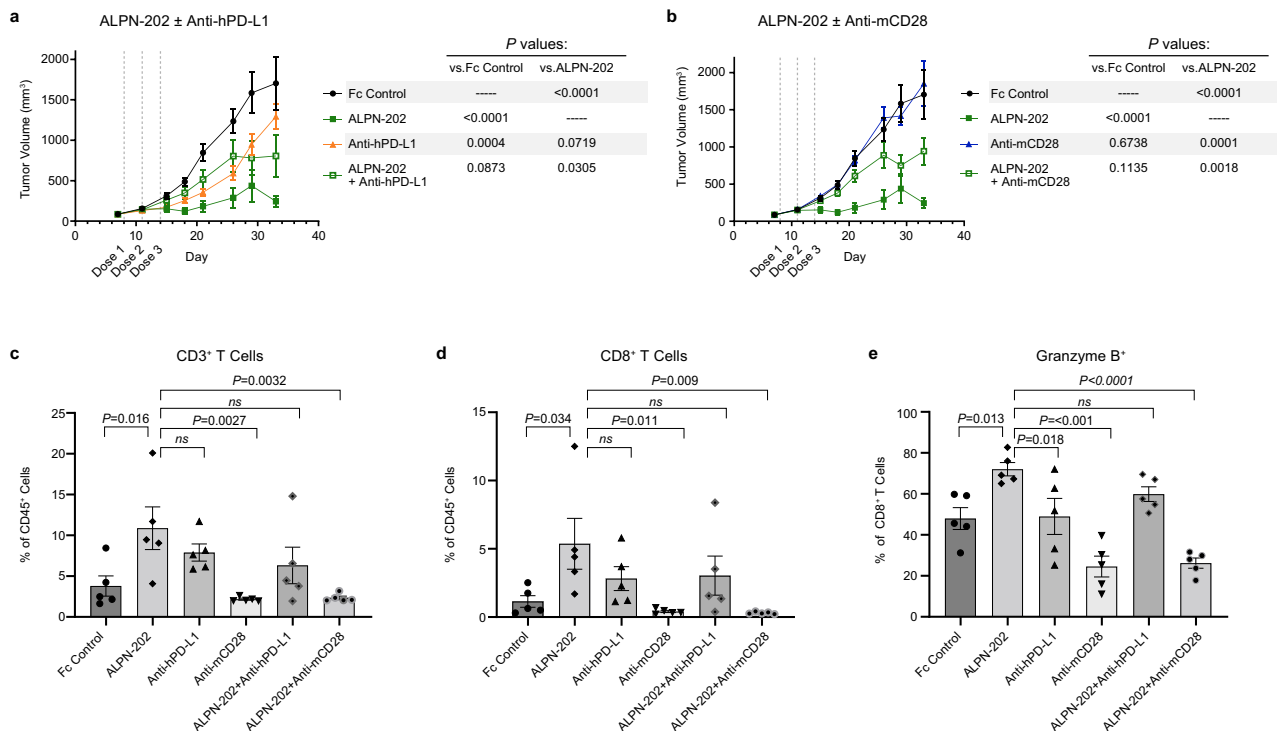 a
ALPN-202 ± Anti-hPD-L1
P values:
vs.Fc Control vs.ALPN-202
Fc Control ----- <0.0001
ALPN-202 <0.0001 -----
Anti-hPD-L1 0.0004 0.0719
ALPN-202 + Anti-hPD-L1 0.0873 0.0305
Tumor Volume (mm³)
2000
1500
1000
500
0
0 10 20 30 40
Dose 1 Dose 2 Dose 3
Day
b
ALPN-202 ± Anti-mCD28
P values:
vs.Fc Control vs.ALPN-202
Fc Control ----- <0.0001
ALPN-202 <0.0001 -----
Anti-mCD28 0.6738 0.0001
ALPN-202 + Anti-mCD28 0.1135 0.0018
Tumor Volume (mm³)
2000
1500
1000
500
0
0 10 20 30 40
Dose 1 Dose 2 Dose 3
Day
c
CD3⁺ T Cells
P=0.0032
ns
P=0.016 P=0.0027
ns
% of CD45⁺ Cells
25
20
15
10
5
0
Fc Control
ALPN-202
Anti-hPD-L1
Anti-mCD28
ALPN-202+Anti-hPD-L1
ALPN-202+Anti-mCD28
d
CD8⁺ T Cells
P=0.009
ns
P=0.034 P=0.011
ns
% of CD45⁺ Cells
15
10
5
0
Fc Control
ALPN-202
Anti-hPD-L1
Anti-mCD28
ALPN-202+Anti-hPD-L1
ALPN-202+Anti-mCD28
e
Granzyme B⁺
P<0.0001
ns
P=0.013 P=<0.001
P=0.018
% of CD8⁺ T Cells
100
80
60
40
20
0
Fc Control
ALPN-202
Anti-hPD-L1
Anti-mCD28
ALPN-202+Anti-hPD-L1
ALPN-202+Anti-mCD28